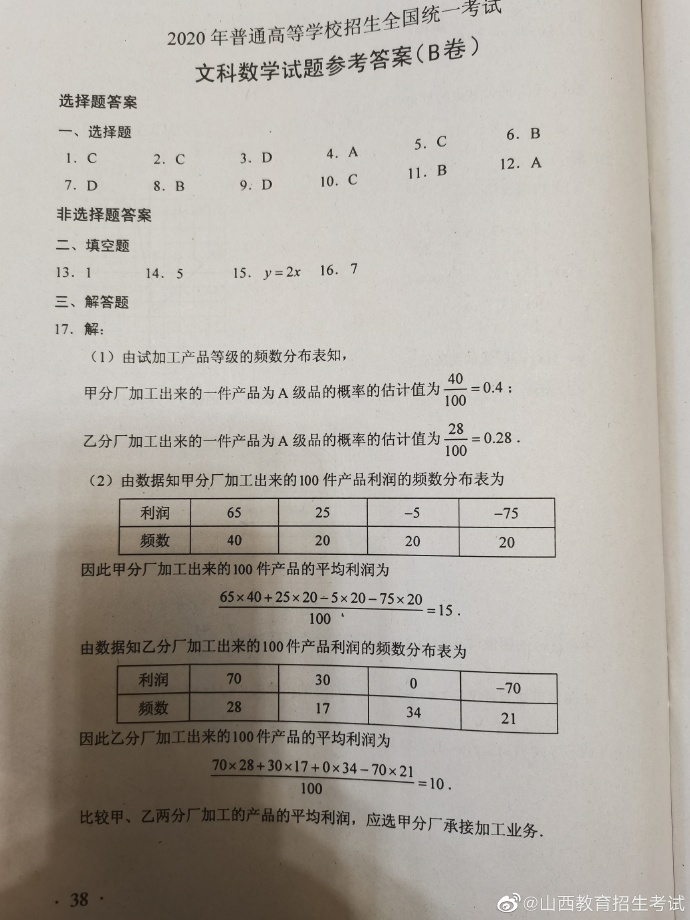 2020年普通高等学校招生全国统一考试
文科数学试题参考答案(B卷)
选择题答案
一、选择题
1. C 2. C 3. D 4. A 5. C 6. B
7. D 8. B 9. D 10. C 11. B 12. A
非选择题答案
二、填空题
13. 1 14. 5 15. y=2x 16. 7
三、解答题
17. 解:
(1)由试加工产品等级的频数分布表知,
甲分厂加工出来的一件产品为A级品的概率的估计值为40/100=0.4;
乙分厂加工出来的一件产品为A级品的概率的估计值为28/100=0.28.
(2)由数据知甲分厂加工出来的100件产品利润的频数分布表为
利润 65 25 -5 -75
频数 40 20 20 20
因此甲分厂加工出来的100件产品的平均利润为
(65×40+25×20-5×20-75×20)/100=15.
由数据知乙分厂加工出来的100件产品利润的频数分布表为
利润 70 30 0 -70
频数 28 17 34 21
因此乙分厂加工出来的100件产品的平均利润为
(70×28+30×17+0×34-70×21)/100=10.
比较甲、乙两分厂加工的产品的平均利润,应选甲分厂承接加工业务.
·38·
@山西教育招生考试